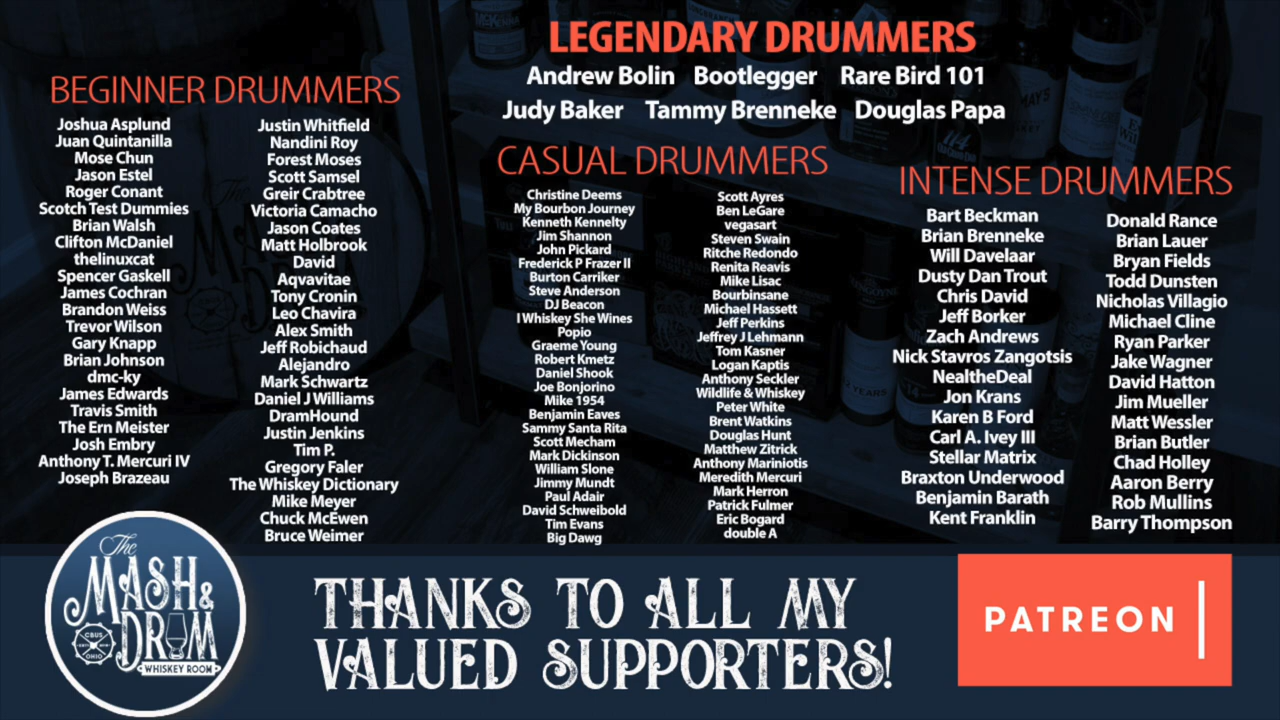 LEGENDARY DRUMMERS
Andrew Bolin Bootlegger Rare Bird 101
Judy Baker Tammy Brenneke Douglas Papa
BEGINNER DRUMMERS
Joshua Asplund
Juan Quintanilla
Mose Chun
Jason Estel
Roger Conant
Scotch Test Dummies
Brian Walsh
Clifton McDaniel
thelinuxcat
Spencer Gaskell
James Cochran
Brandon Weiss
Trevor Wilson
Gary Knapp
Brian Johnson
dmc-ky
James Edwards
Travis Smith
The Ern Meister
Josh Embry
Anthony T. Mercuri IV
Joseph Brazeau
Justin Whitfield
Nandini Roy
Forest Moses
Scott Samsel
Greir Crabtree
Victoria Camacho
Jason Coates
Matt Holbrook
David
Aqvavitae
Tony Cronin
Leo Chavira
Alex Smith
Jeff Robichaud
Alejandro
Mark Schwartz
Daniel J Williams
DramHound
Justin Jenkins
Tim P.
Gregory Faler
The Whiskey Dictionary
Mike Meyer
Chuck McEwen
Bruce Weimer
CASUAL DRUMMERS
Christine Deems
My Bourbon Journey
Kenneth Kennelty
Jim Shannon
John Pickard
Frederick P Frazer II
Burton Carriker
Steve Anderson
DJ Beacon
I Whiskey She Wines
Popio
Graeme Young
Robert Kmetz
Daniel Shook
Joe Bonjorino
Mike 1954
Benjamin Eaves
Sammy Santa Rita
Scott Mecham
Mark Dickinson
William Slone
Jimmy Mundt
Paul Adair
David Schweibold
Tim Evans
Big Dawg
Scott Ayres
Ben LeGare
vegasart
Steven Swain
Ritche Redondo
Renita Reavis
Mike Lisac
Bourbinsane
Michael Hassett
Jeff Perkins
Jeffrey J Lehmann
Tom Kasner
Logan Kaptis
Anthony Seckler
Wildlife & Whiskey
Peter White
Brent Watkins
Douglas Hunt
Matthew Zitrick
Anthony Mariniotis
Meredith Mercuri
Mark Herron
Patrick Fulmer
Eric Bogard
double A
INTENSE DRUMMERS
Bart Beckman
Brian Brenneke
Will Davelaar
Dusty Dan Trout
Chris David
Jeff Borker
Zach Andrews
Nick Stavros Zangotsis
NealtheDeal
Jon Krans
Karen B Ford
Carl A. Ivey III
Stellar Matrix
Braxton Underwood
Benjamin Barath
Kent Franklin
Donald Rance
Brian Lauer
Bryan Fields
Todd Dunsten
Nicholas Villagio
Michael Cline
Ryan Parker
Jake Wagner
David Hatton
Jim Mueller
Matt Wessler
Brian Butler
Chad Holley
Aaron Berry
Rob Mullins
Barry Thompson
The
MASH &
DRUM
CBUS
OHIO
WHISKEY ROOM
THANKS TO ALL MY
VALUED SUPPORTERS!
PATREON